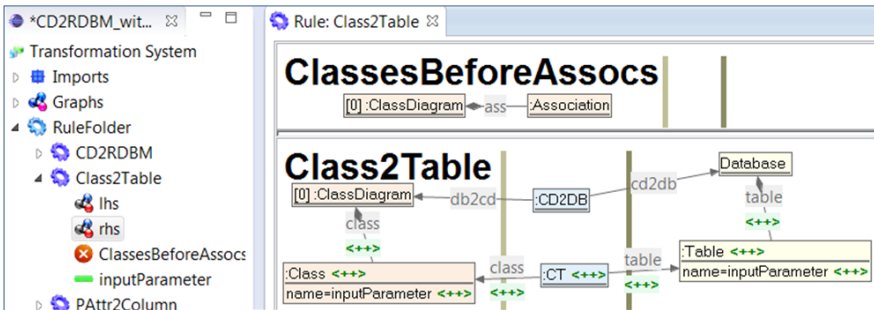 *CD2RDBM_wit...
Transformation System
Imports
Graphs
RuleFolder
CD2RDBM
Class2Table
lhs
rhs
ClassesBeforeAssocs
inputParameter
PAttr2Column
Rule: Class2Table
ClassesBeforeAssocs
[0] :ClassDiagram
ass
:Association
Class2Table
[0] :ClassDiagram
db2cd
:CD2DB
cd2db
Database
class
<++>
table
<++>
:Class <++>
name=inputParameter <++>
class
<++>
:CT <++>
table
<++>
:Table <++>
name=inputParameter <++>